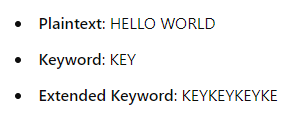 • Plaintext: HELLO WORLD
• Keyword: KEY
• Extended Keyword: KEYKEYKEYKE